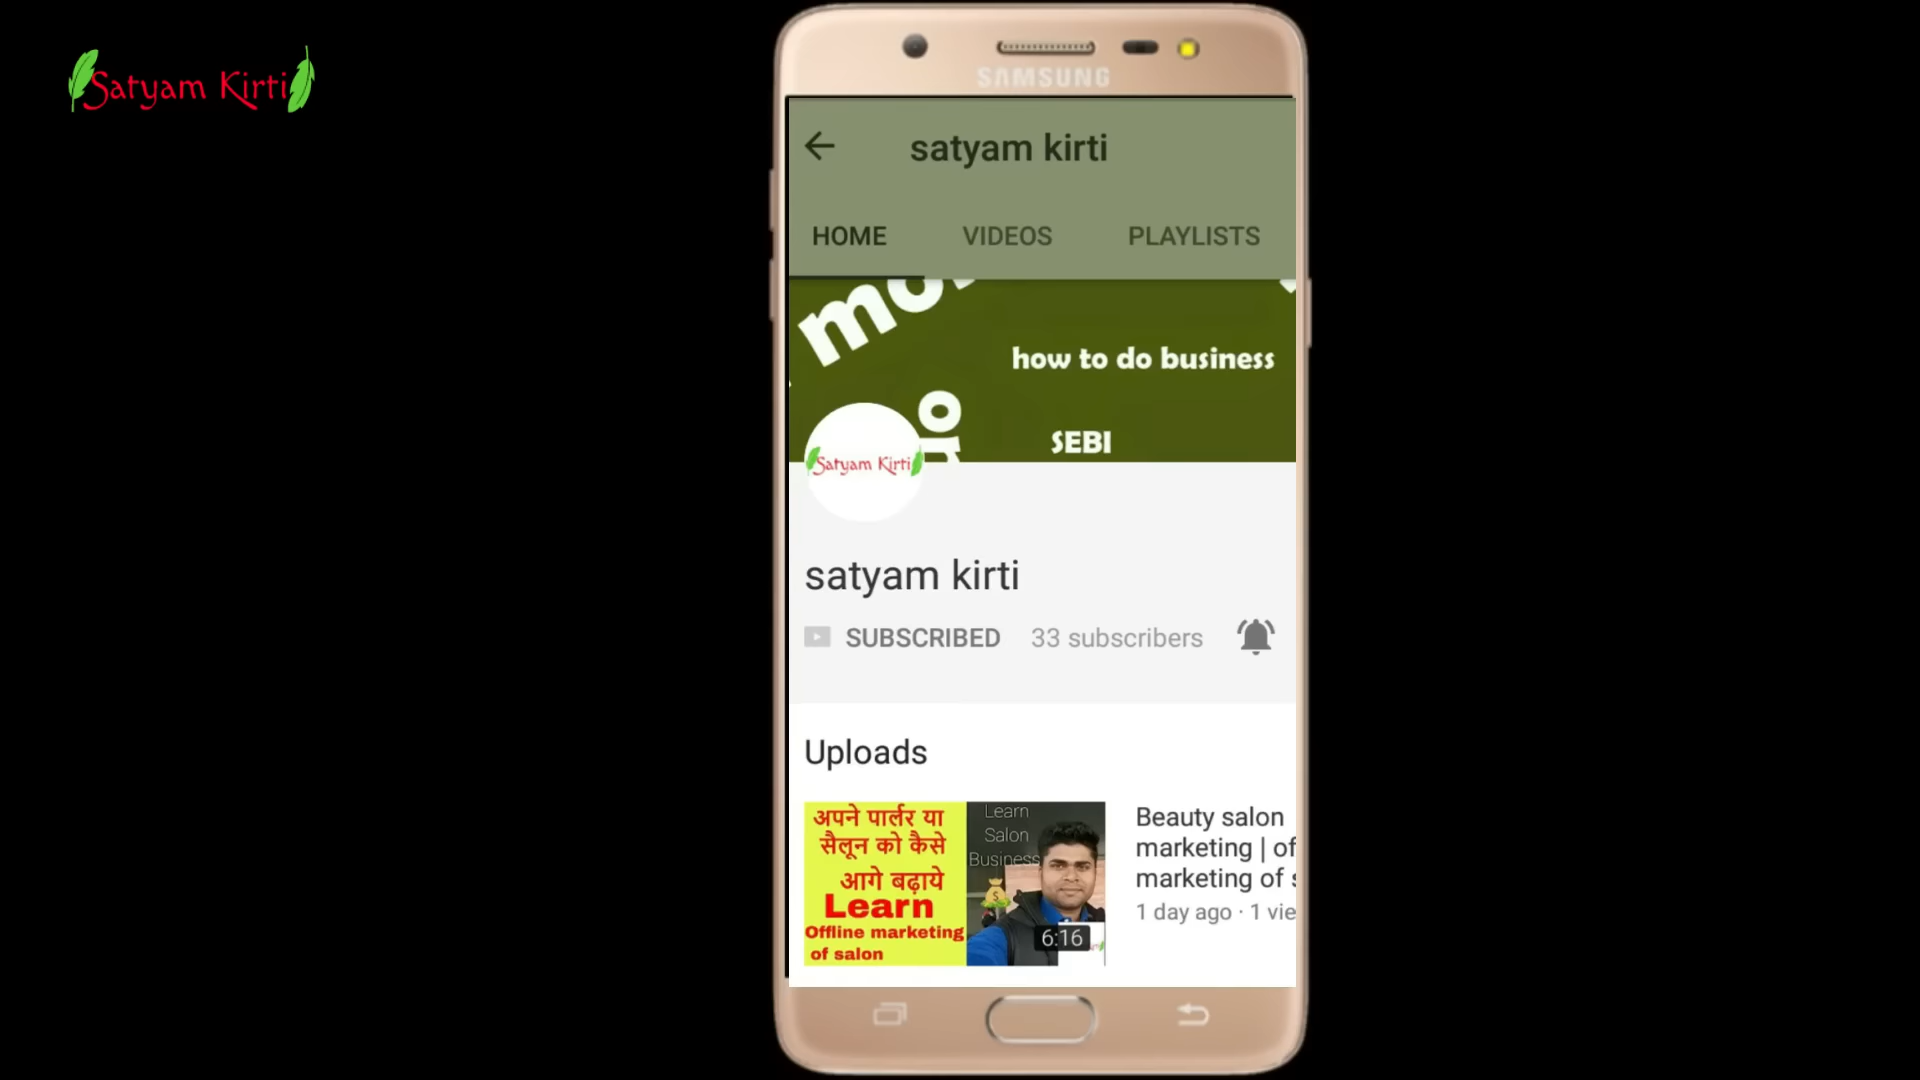 Satyam Kirti
SAMSUNG
satyam kirti
HOME VIDEOS PLAYLISTS
how to do business
SEBI
Satyam Kirti
satyam kirti
SUBSCRIBED 33 subscribers
Uploads
अपने पार्लर या
सैलून को कैसे
आगे बढ़ाये
Learn
Offline marketing
of salon
Learn
Salon
Business
6:16
Beauty salon
marketing | of
marketing of
1 day ago · 1 vie